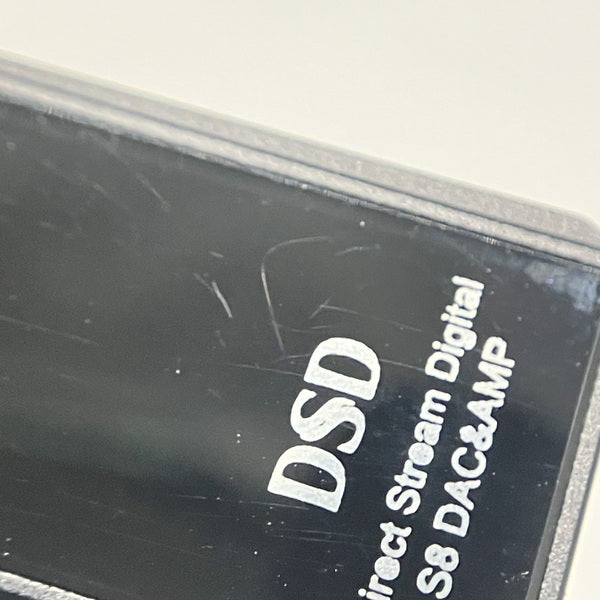 DSD
irect Stream Digital
S8 DAC&AMP